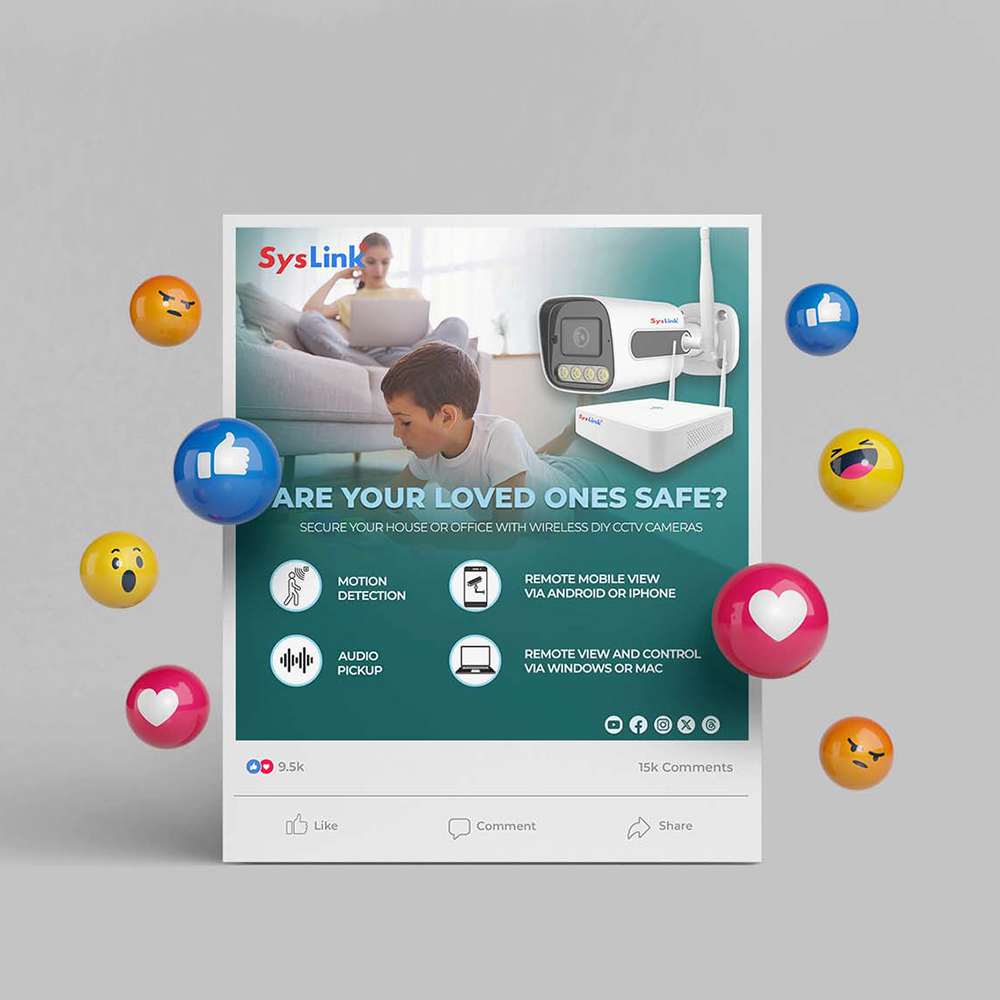 SysLink
SysLink
SysLink
ARE YOUR LOVED ONES SAFE?
SECURE YOUR HOUSE OR OFFICE WITH WIRELESS DIY CCTV CAMERAS
MOTION
DETECTION
REMOTE MOBILE VIEW
VIA ANDROID OR IPHONE
AUDIO
PICKUP
REMOTE VIEW AND CONTROL
VIA WINDOWS OR MAC
9.5k
15k Comments
Like
Comment
Share